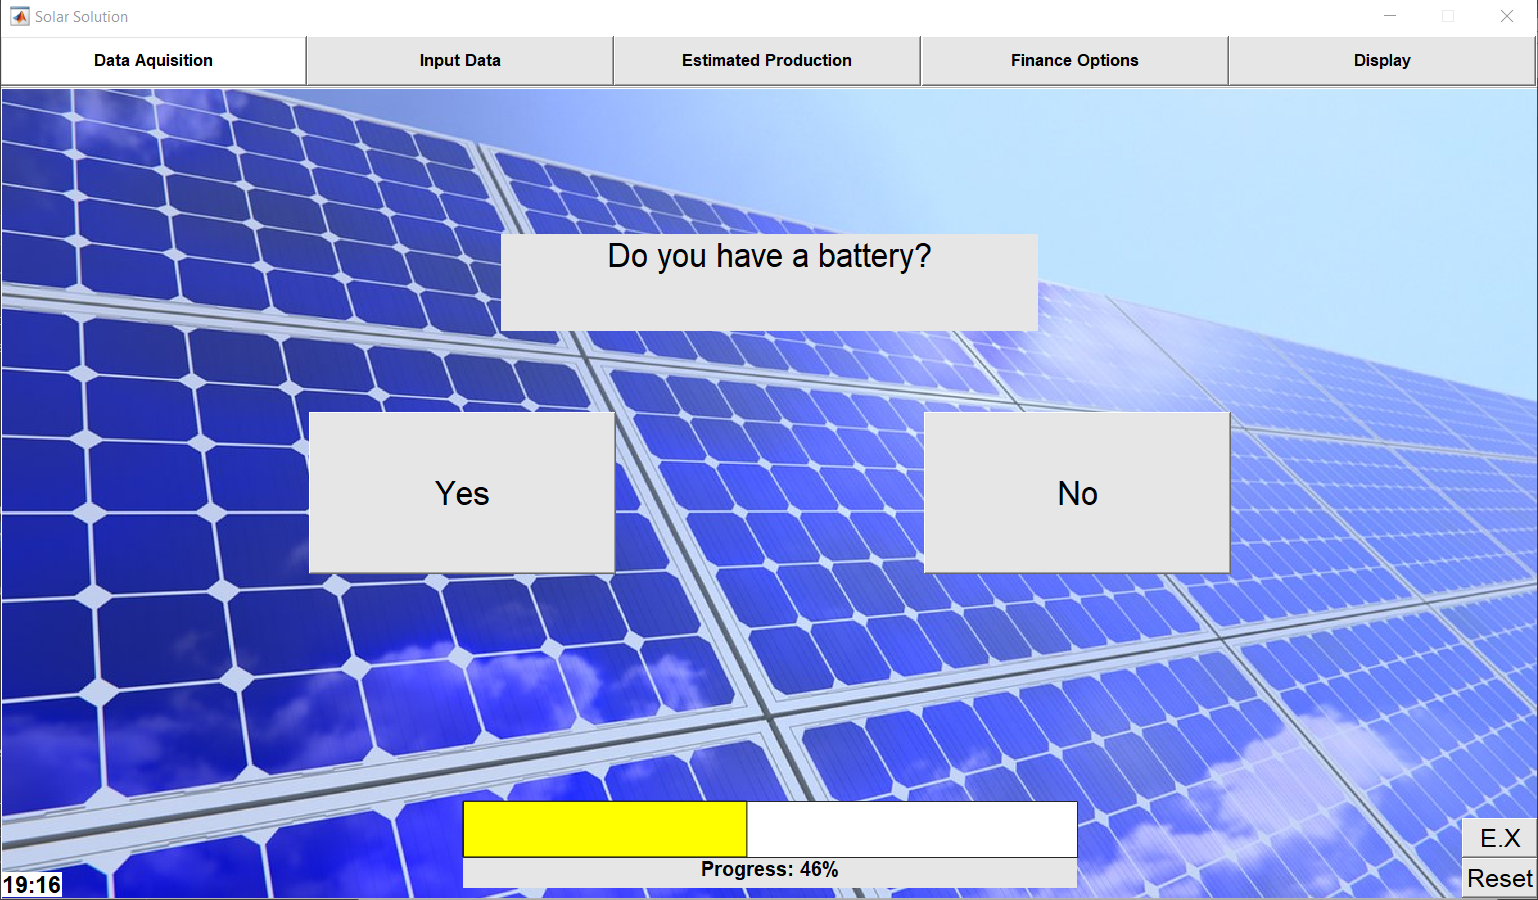 Solar Solution
Data Aquisition
Input Data
Estimated Production
Finance Options
Display
Do you have a battery?
Yes
No
Progress: 46%
E.X
Reset
19:16